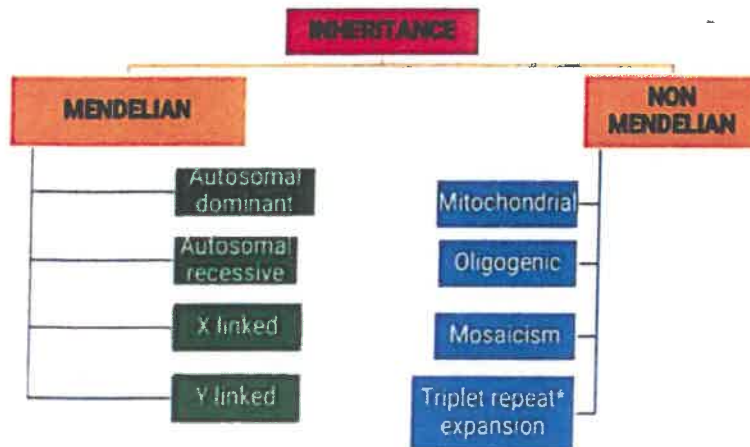 INHERITANCE
MENDELIAN
NON
MENDELIAN
Autosomal
dominant
Autosomal
recessive
X linked
Y linked
Mitochondrial
Oligogenic
Mosaicism
Triplet repeat*
expansion